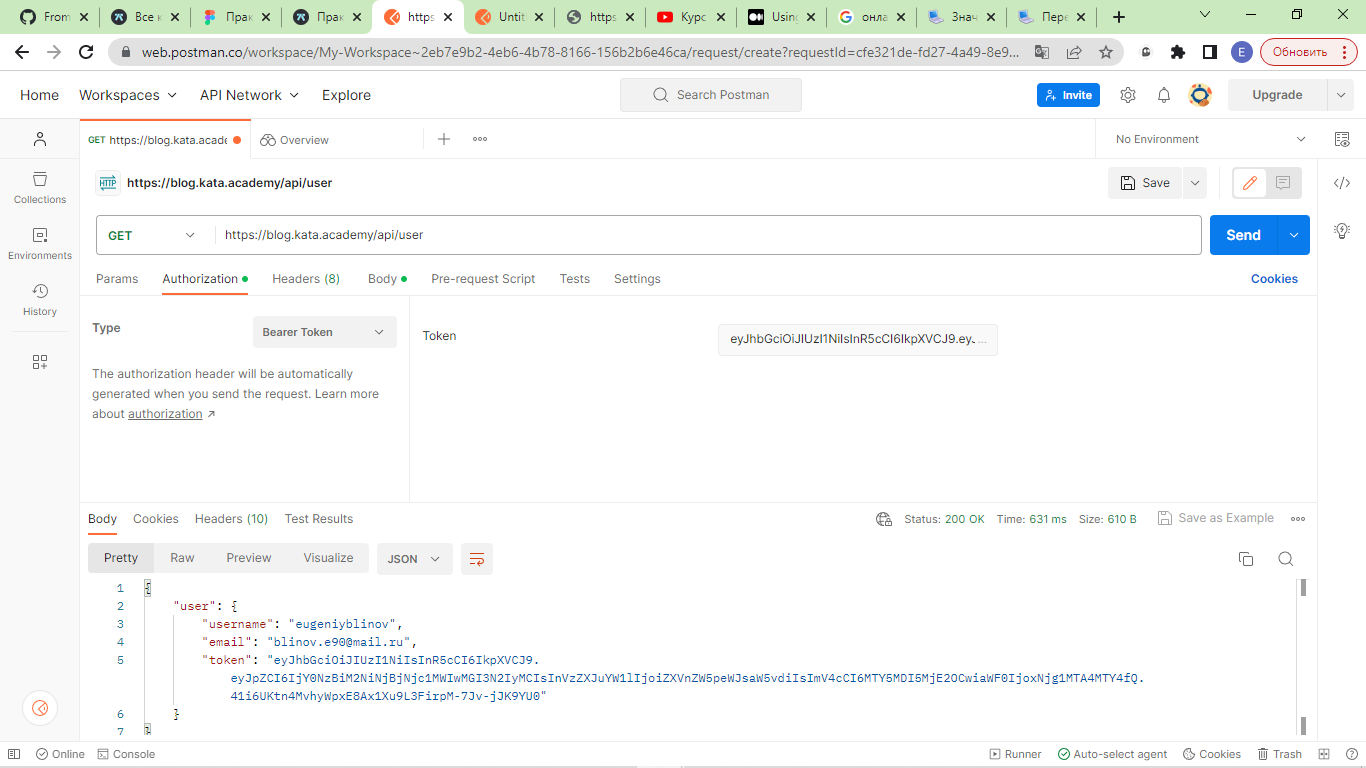 From
Все к
Прак
Прак
https
Untit
https
Курс
Using
онла
Знач
Пере
web.postman.co/workspace/My-Workspace~2eb7e9b2-4eb6-4b78-8166-156b2b6e46ca/request/create?requestId=cfe321de-fd27-4a49-8e9...
E
Обновить
Home
Workspaces
API Network
Explore
Search Postman
Invite
Upgrade
GET https://blog.kata.acade
Overview
No Environment
HTTP
https://blog.kata.academy/api/user
Save
Collections
Environments
History
GET
https://blog.kata.academy/api/user
Send
Params
Authorization
Headers (8)
Body
Pre-request Script
Tests
Settings
Cookies
Type
Bearer Token
The authorization header will be automatically
generated when you send the request. Learn more
about authorization ↗
Token
eyJhbGciOiJIUzI1NiIsInR5cCI6IkpXVCJ9.eyJ...
Body
Cookies
Headers (10)
Test Results
Status: 200 OK
Time: 631 ms
Size: 610 B
Save as Example
Pretty
Raw
Preview
Visualize
JSON
1 {
2 "user": {
3 "username": "eugeniyblinov",
4 "email": "blinov.e90@mail.ru",
5 "token": "eyJhbGciOiJIUzI1NiIsInR5cCI6IkpXVCJ9.
eyJpZCI6IjY0NzBiM2NiNjBjNjc1MWIwMGI3N2IyMCIsInVzZXJuYW1lIjoiZXVnZW5peWJsaW5vdiIsImV4cCI6MTY5MDI5MjE2OCwiaWF0IjoxNjg1MTA4MTY4fQ.
41i6UKtn4MvhyWpxE8Ax1Xu9L3FirpM-7Jv-jJK9YU0"
6 }
7 }
Online
Console
Runner
Auto-select agent
Cookies
Trash